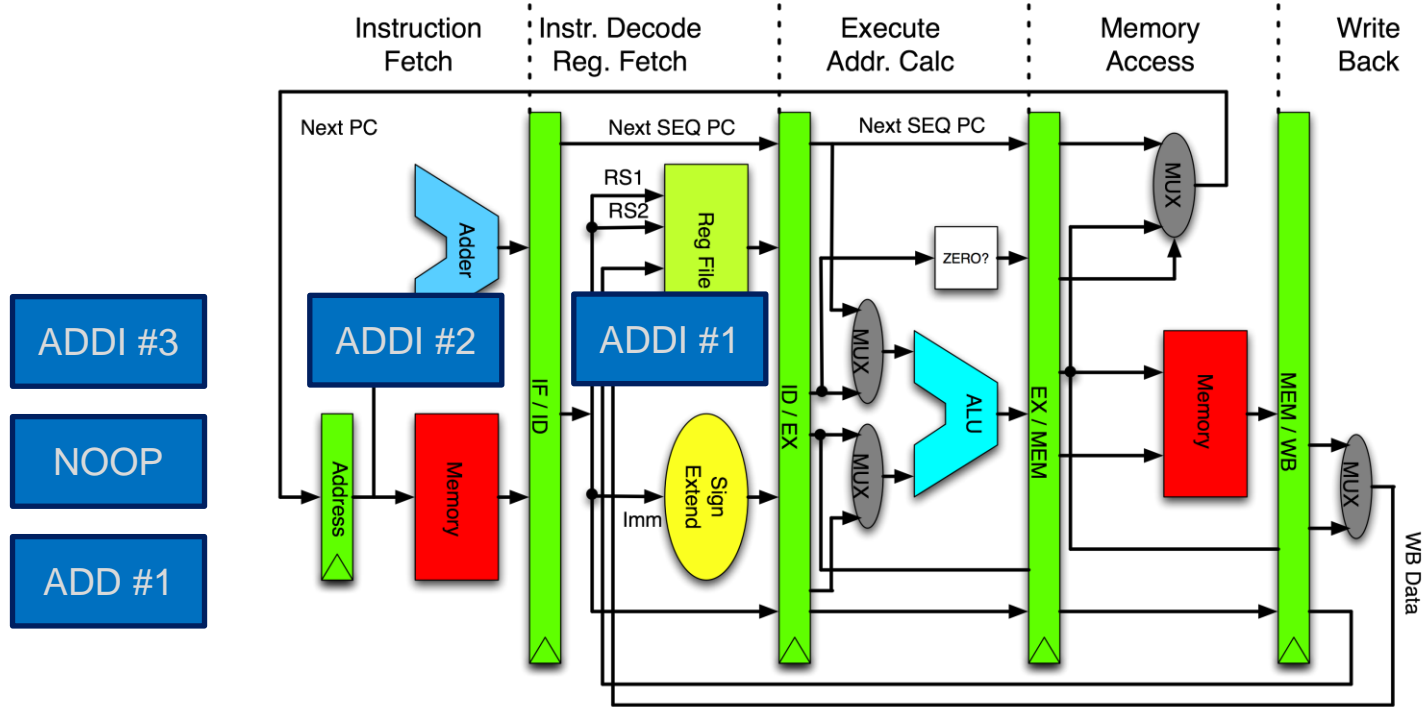 Instruction
Fetch
Instr. Decode
Reg. Fetch
Execute
Addr. Calc
Memory
Access
Write
Back
Next PC
Next SEQ PC
Next SEQ PC
RS1
RS2
Adder
Reg File
ZERO?
MUX
ADDI #3
ADDI #2
ADDI #1
MUX
NOOP
IF / ID
ID / EX
ALU
EX / MEM
Memory
MEM / WB
ADD #1
Address
Memory
Imm
Sign
Extend
MUX
MUX
WB Data